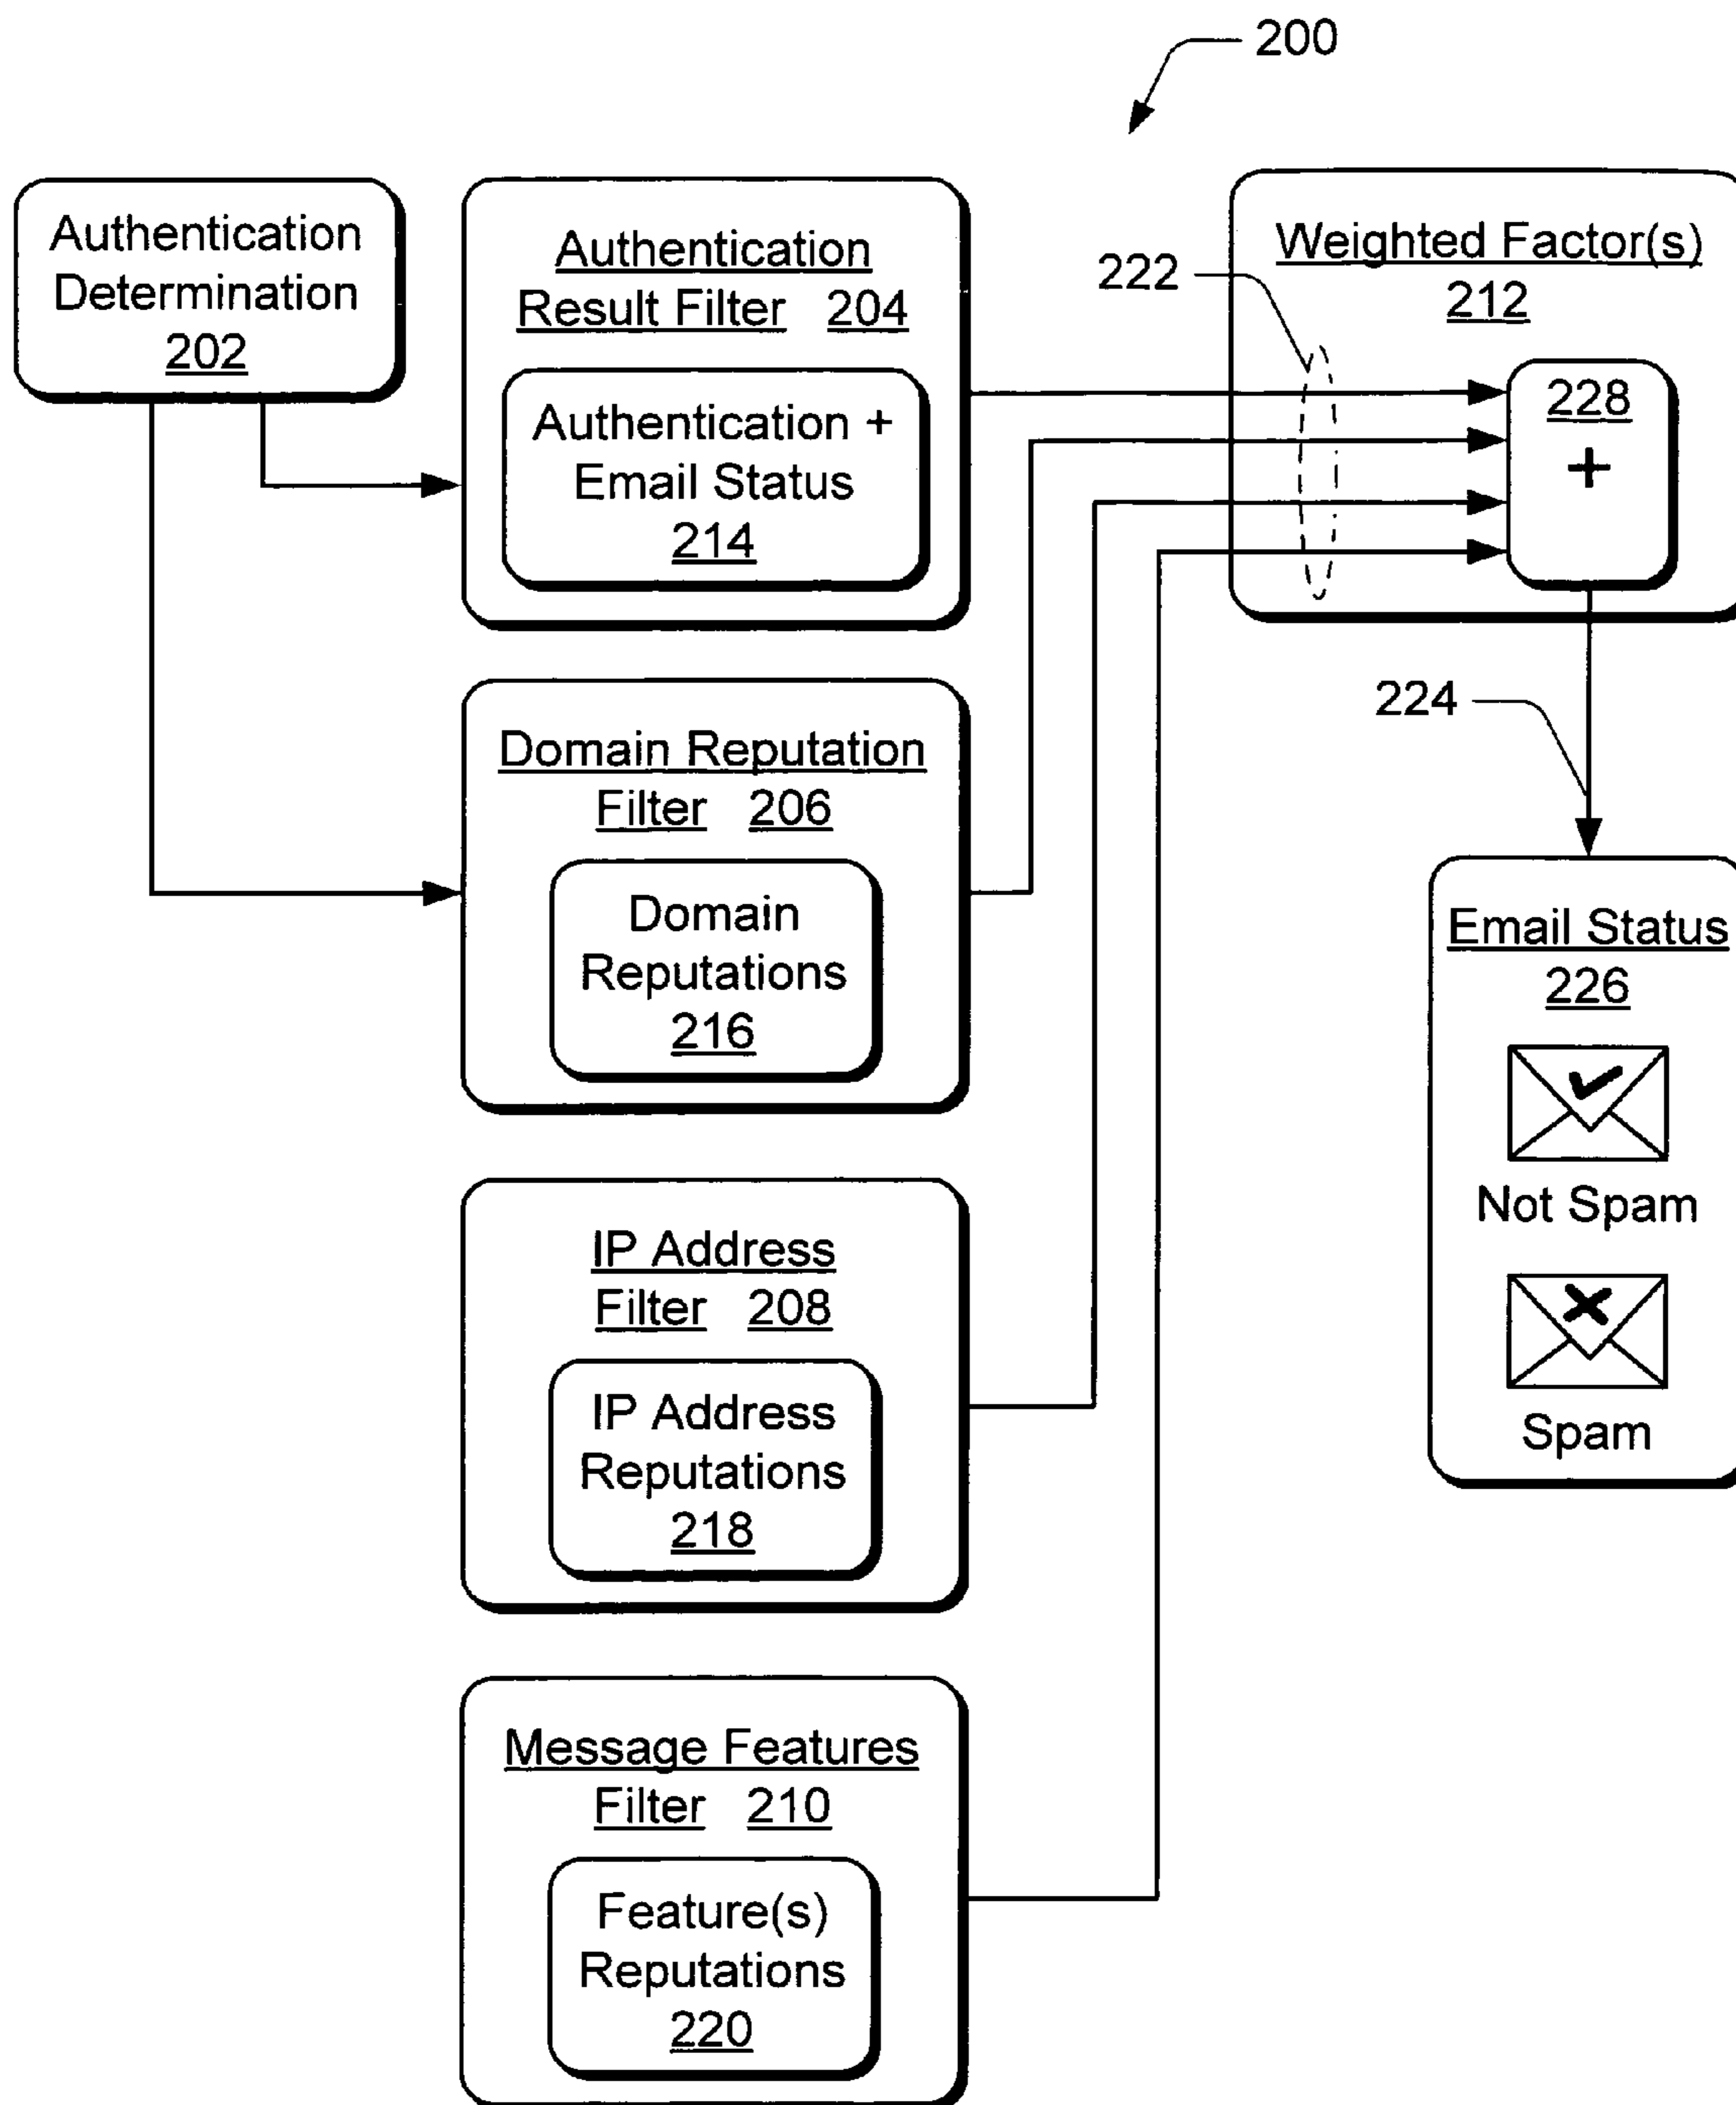 200
Authentication
Determination
202
Authentication
Result Filter 204
Authentication +
Email Status
214
Weighted Factor(s)
212
222
228
+
224
Domain Reputation
Filter 206
Domain
Reputations
216
Email Status
226
Not Spam
Spam
IP Address
Filter 208
IP Address
Reputations
218
Message Features
Filter 210
Feature(s)
Reputations
220